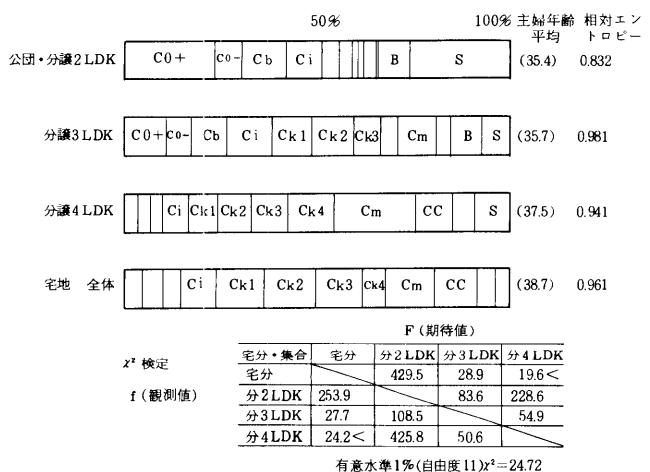 50% 100% 主婦年齢平均 相対エントロピー
公団・分譲2LDK C0+ C0- Cb Ci B S (35.4) 0.832
分譲3LDK C0+ C0- Cb Ci Ck1 Ck2 Ck3 Cm B S (35.7) 0.981
分譲4LDK Ci Ck1 Ck2 Ck3 Ck4 Cm CC S (37.5) 0.941
宅地 全体 Ci Ck1 Ck2 Ck3 Ck4 Cm CC (38.7) 0.961
F(期待値)
χ² 検定
f(観測値)
宅分・集合 宅分 分2LDK 分3LDK 分4LDK
宅分 429.5 28.9 19.6<
分2LDK 253.9 83.6 228.6
分3LDK 27.7 108.5 54.9
分4LDK 24.2< 425.8 50.6
有意水準1%(自由度11)χ²=24.72